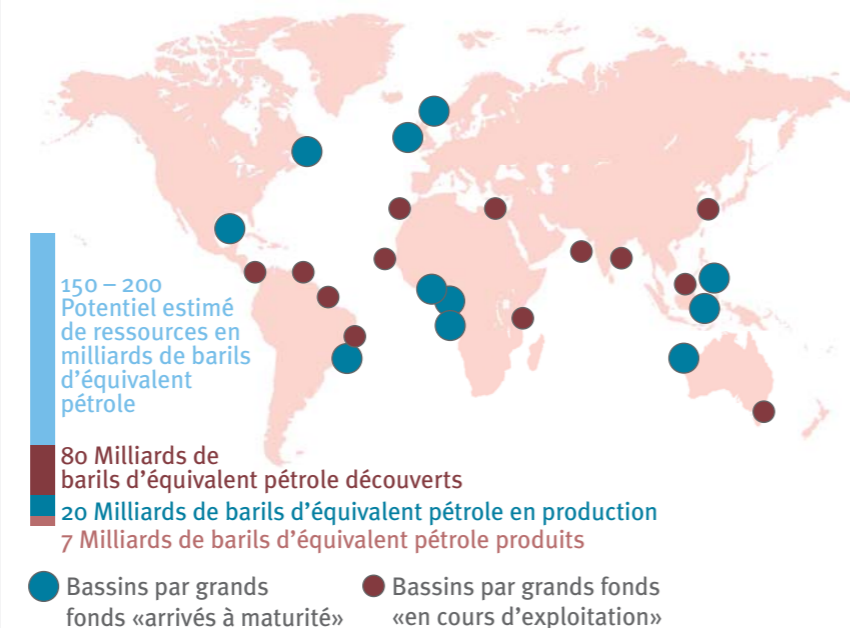 150 – 200
Potentiel estimé
de ressources en
milliards de barils
d’équivalent
pétrole
80 Milliards de
barils d’équivalent pétrole découverts
20 Milliards de barils d’équivalent pétrole en production
7 Milliards de barils d’équivalent pétrole produits
Bassins par grands
fonds «arrivés à maturité»
Bassins par grands fonds
«en cours d’exploitation»